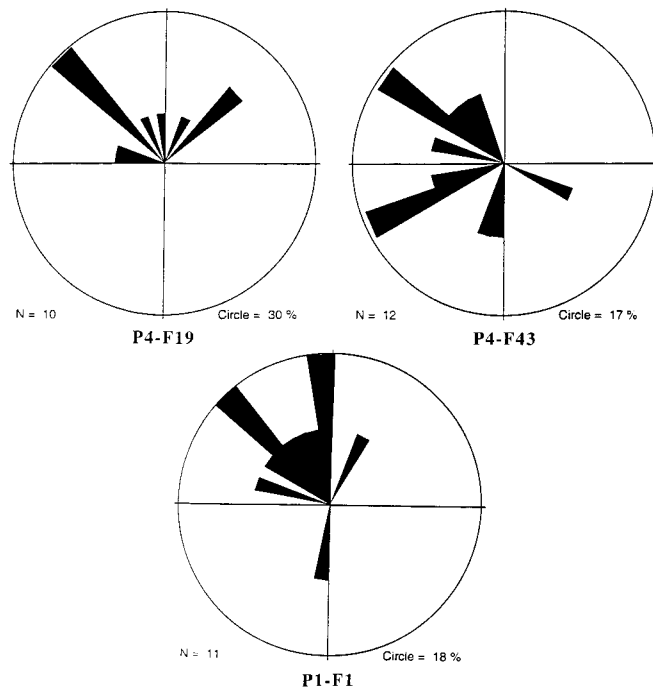 N = 10 Circle = 30 %
P4-F19
N = 12 Circle = 17 %
P4-F43
N = 11 Circle = 18 %
P1-F1